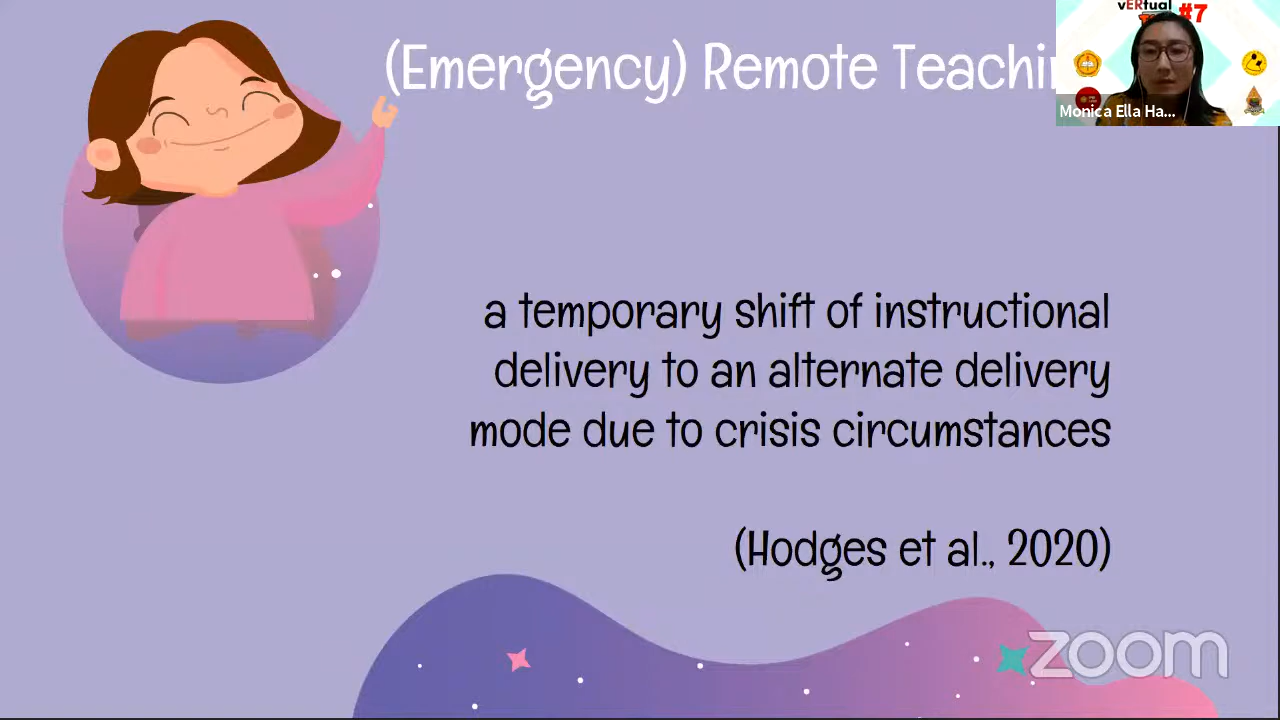 (Emergency) Remote Teachin
vERtual
#7
Monica Ella Ha...
a temporary shift of instructional
delivery to an alternate delivery
mode due to crisis circumstances
(Hodges et al., 2020)
zoom